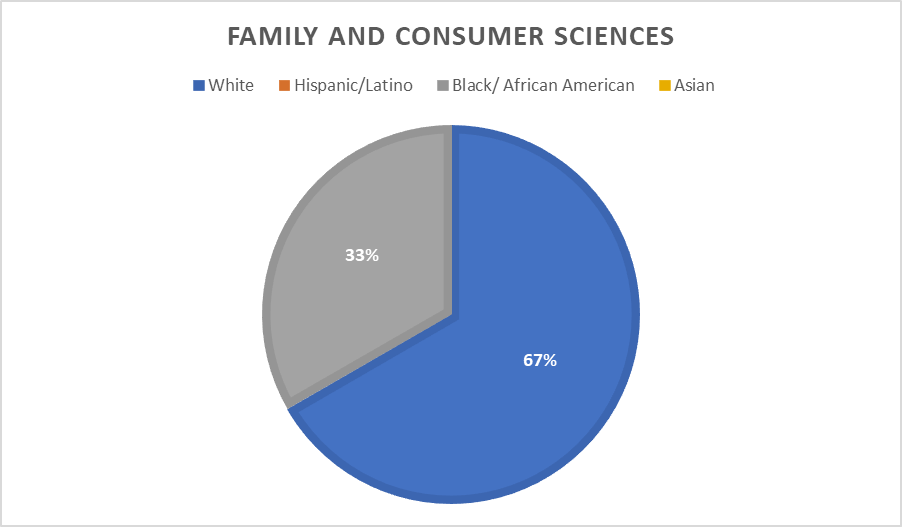 FAMILY AND CONSUMER SCIENCES
White Hispanic/Latino Black/ African American Asian
33%
67%